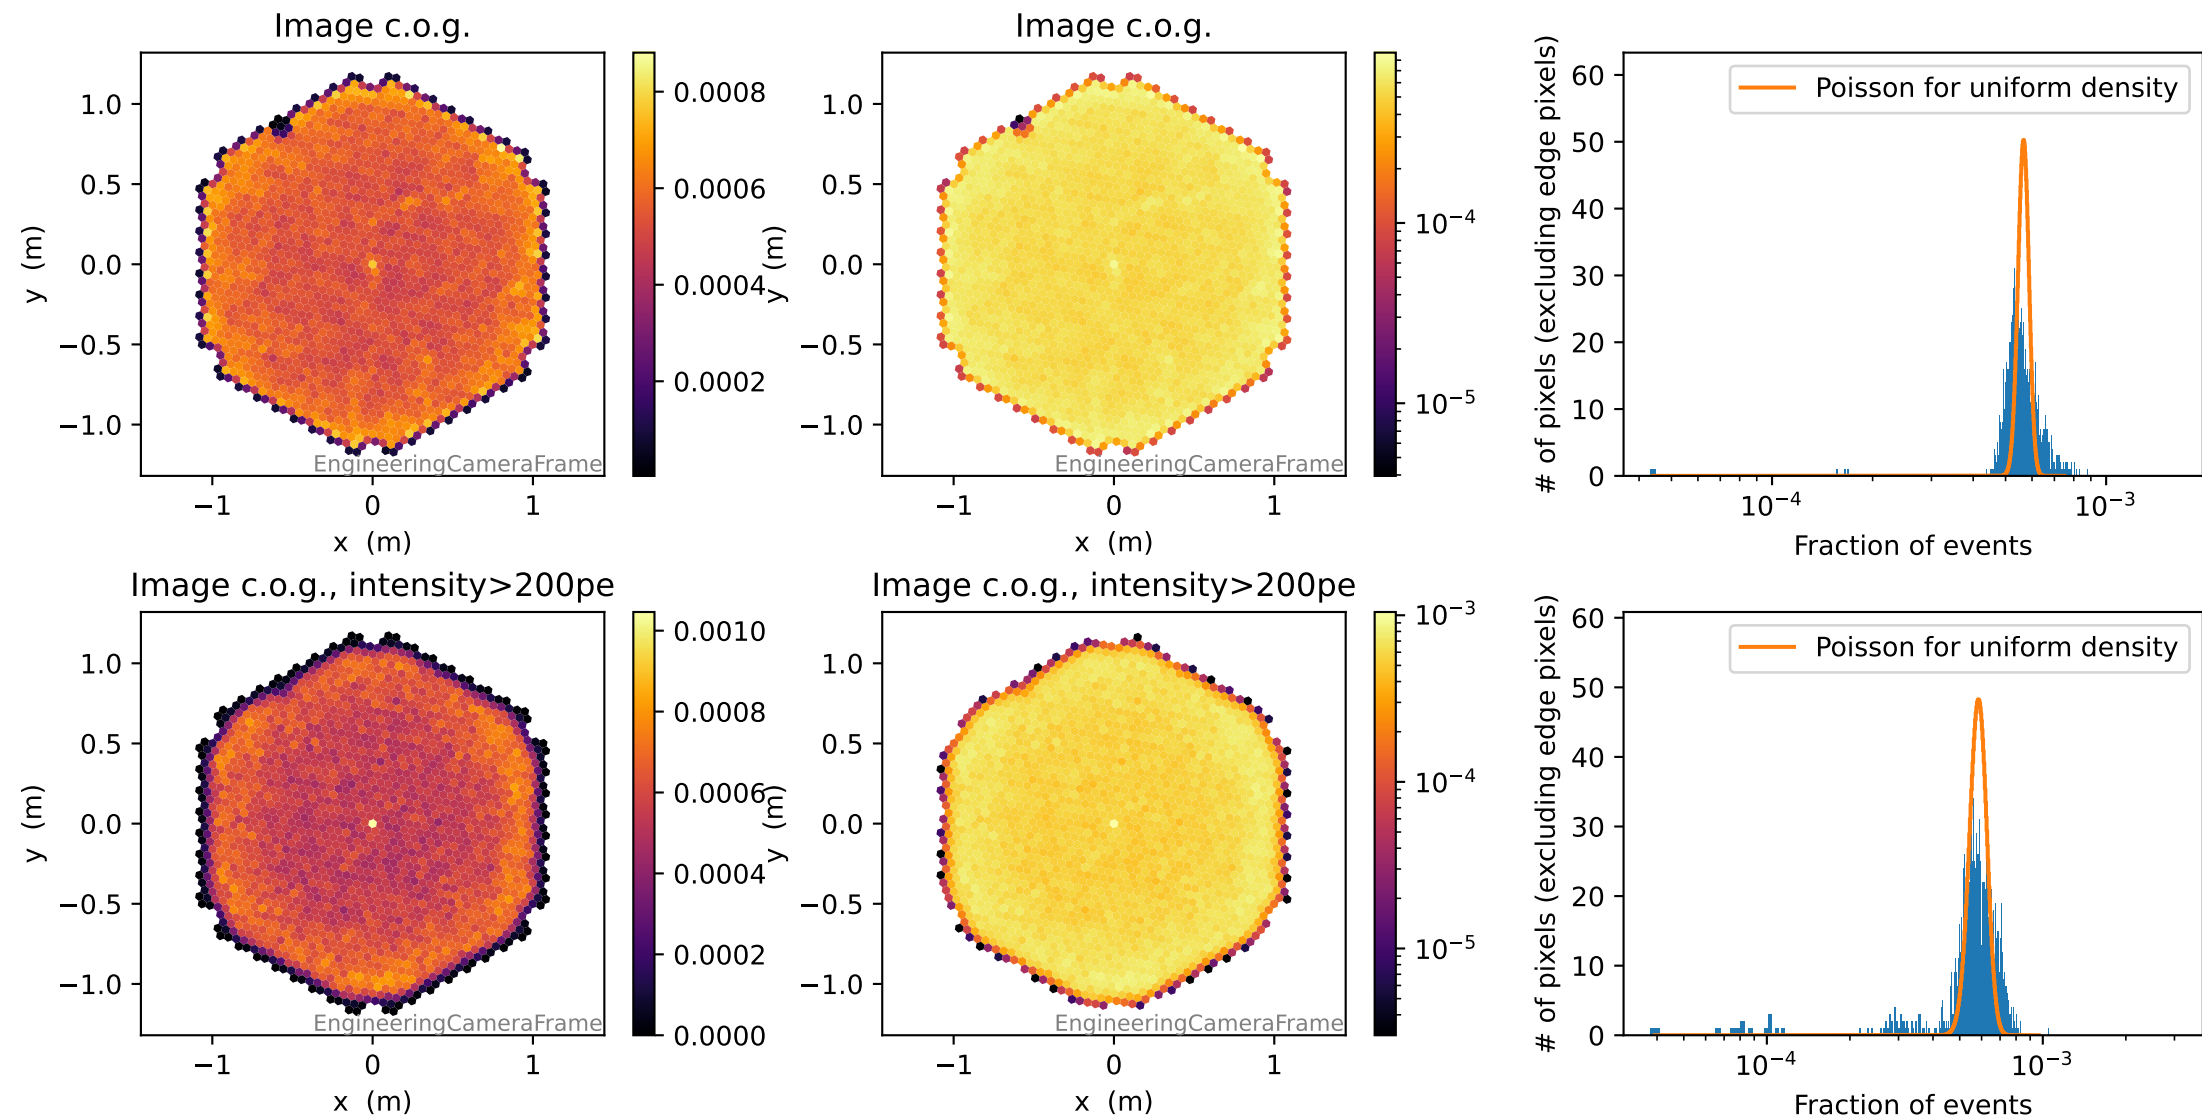 Image c.o.g.
y (m)
1.0
0.5
0.0
−0.5
−1.0
−1
0
1
x (m)
EngineeringCameraFrame
0.0008
0.0006
0.0004
0.0002
Image c.o.g.
y (m)
1.0
0.5
0.0
−0.5
−1.0
−1
0
1
x (m)
EngineeringCameraFrame
10−4
10−5
# of pixels (excluding edge pixels)
60
50
40
30
20
10
0
Poisson for uniform density
10−4
10−3
Fraction of events
Image c.o.g., intensity>200pe
y (m)
1.0
0.5
0.0
−0.5
−1.0
−1
0
1
x (m)
EngineeringCameraFrame
0.0010
0.0008
0.0006
0.0004
0.0002
0.0000
Image c.o.g., intensity>200pe
y (m)
1.0
0.5
0.0
−0.5
−1.0
−1
0
1
x (m)
EngineeringCameraFrame
10−3
10−4
10−5
# of pixels (excluding edge pixels)
60
50
40
30
20
10
0
Poisson for uniform density
10−4
10−3
Fraction of events